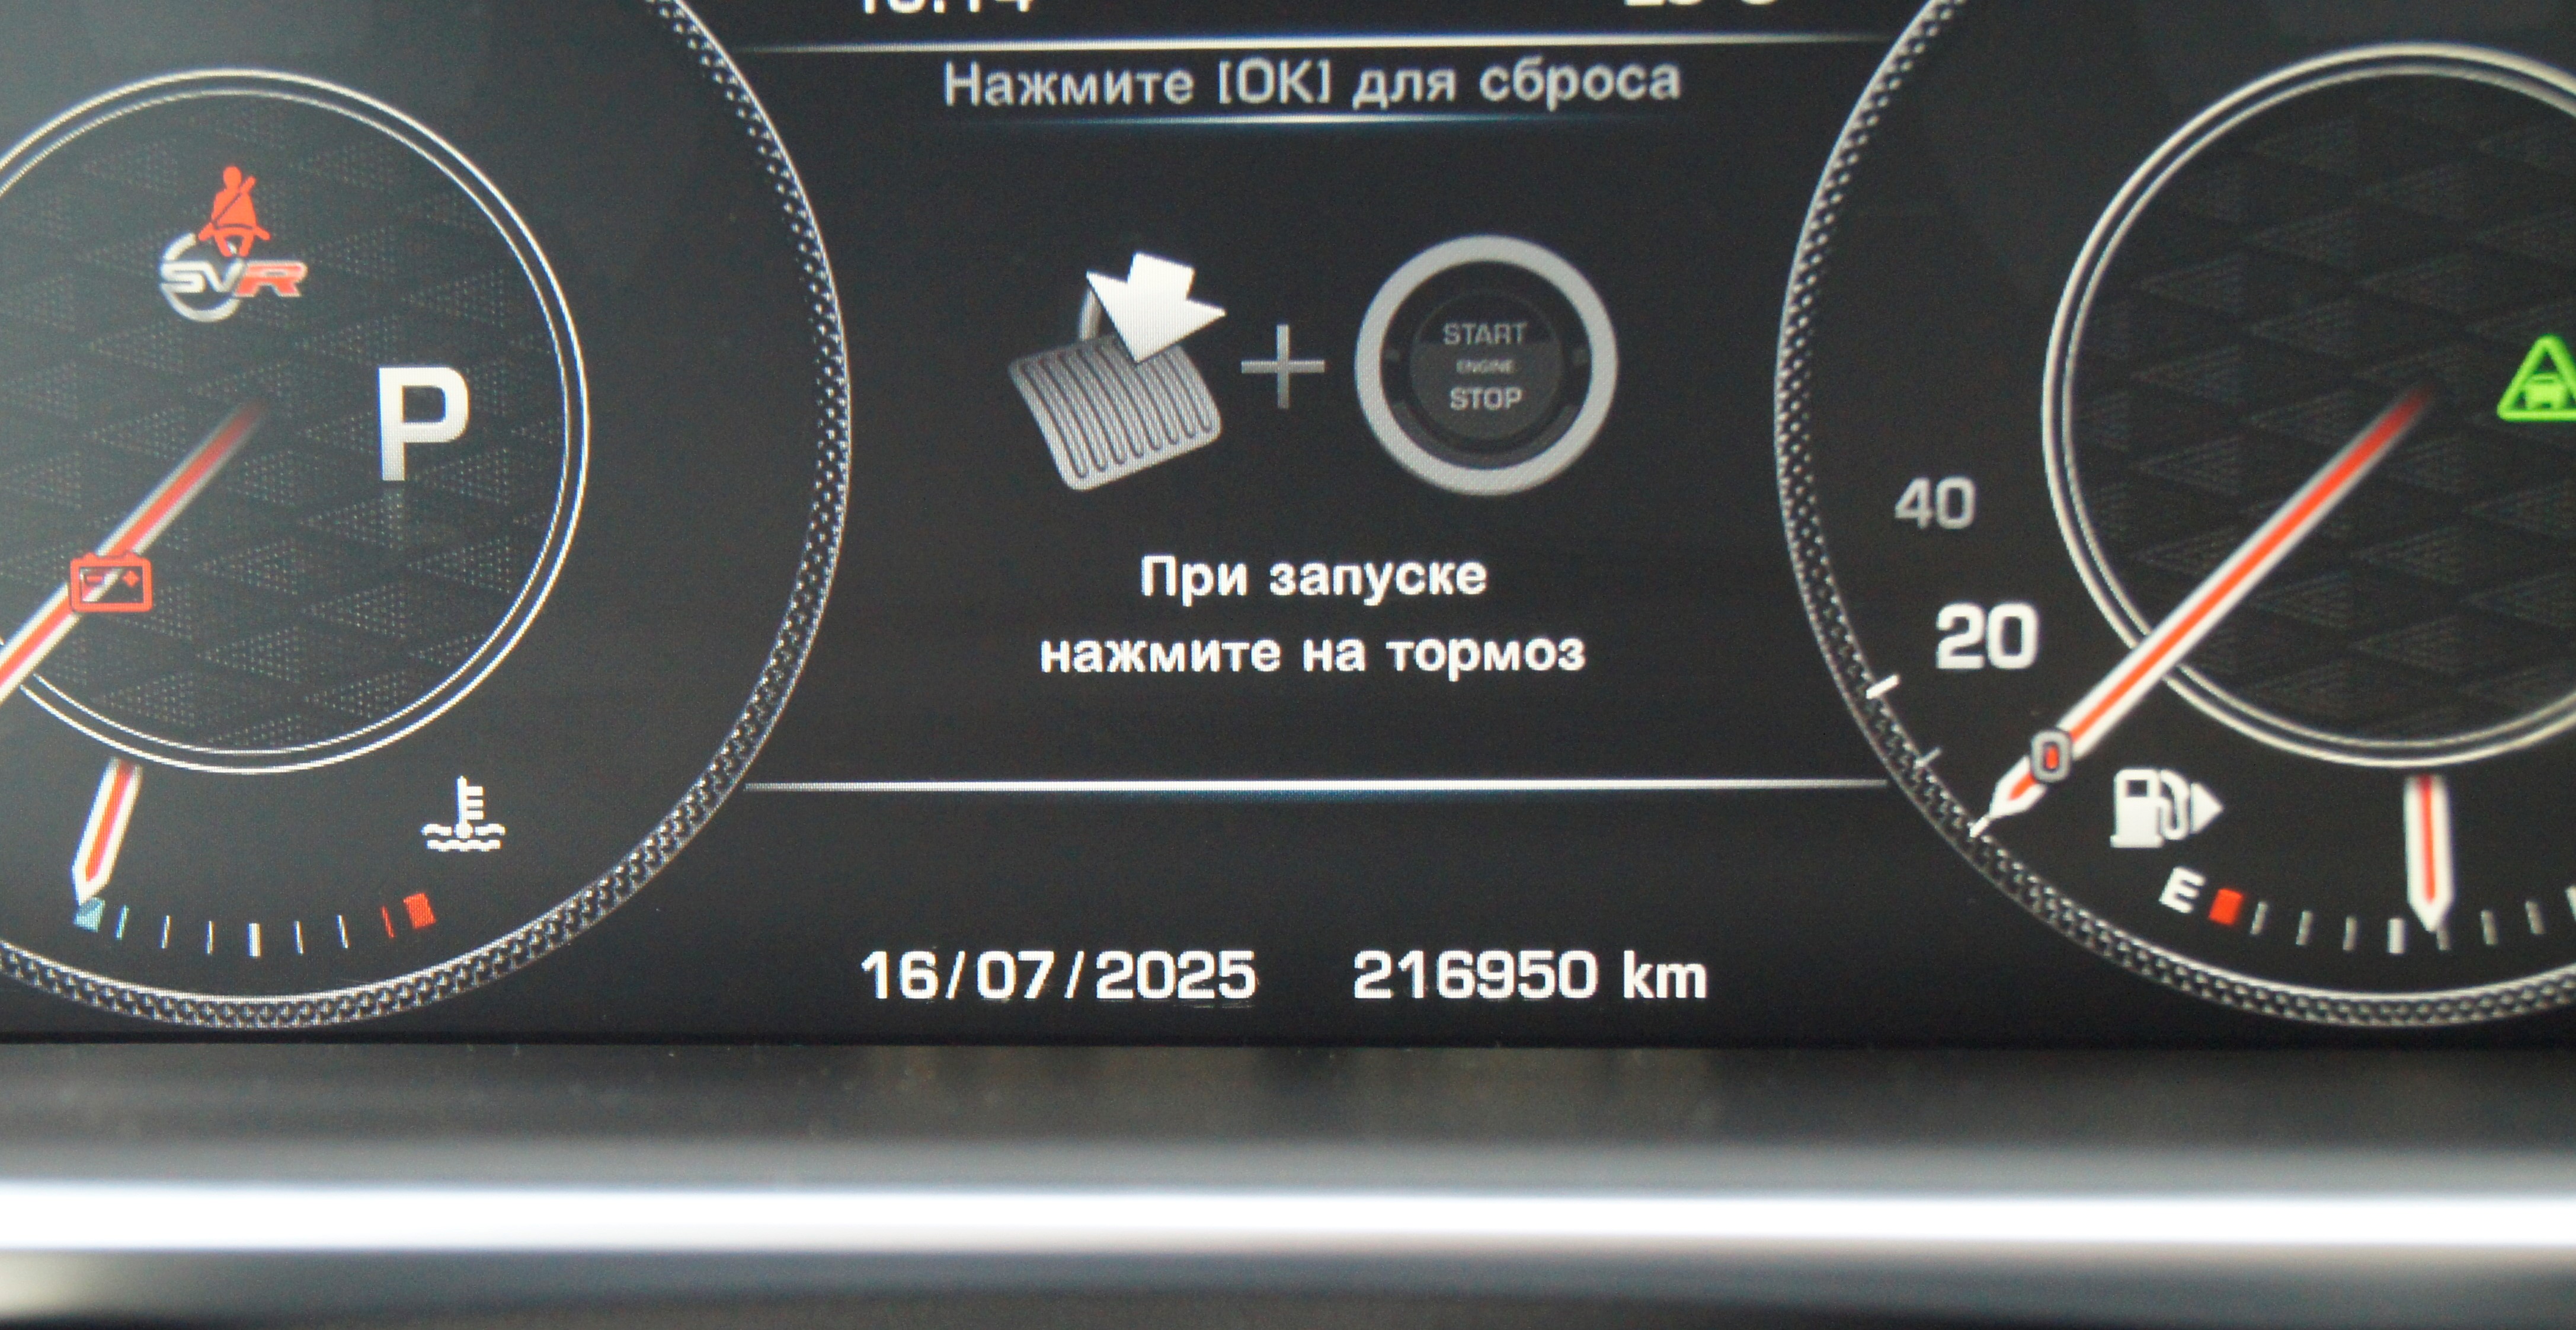 Нажмите [OK] для сброса
SVR
P
START
ENGINE
STOP
40
20
0
При запуске
нажмите на тормоз
E
16/07/2025 216950 km